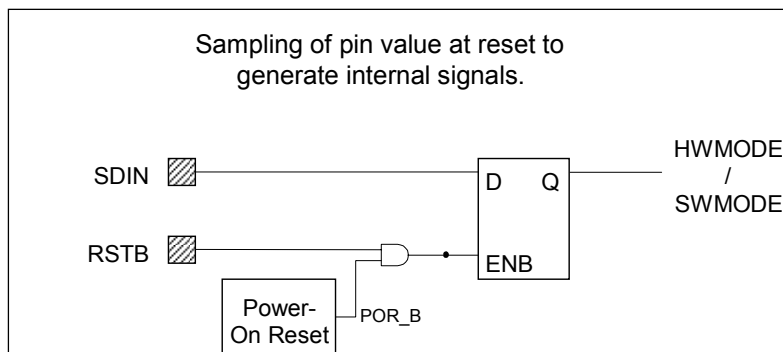 Sampling of pin value at reset to
generate internal signals.
SDIN
D Q
HWMODE
/
SWMODE
RSTB
ENB
Power-
On Reset
POR_B